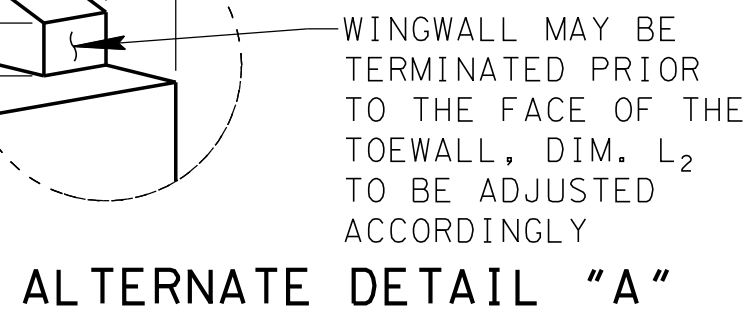 WINGWALL MAY BE
TERMINATED PRIOR
TO THE FACE OF THE
TOEWALL, DIM. L2
TO BE ADJUSTED
ACCORDINGLY
ALTERNATE DETAIL "A"